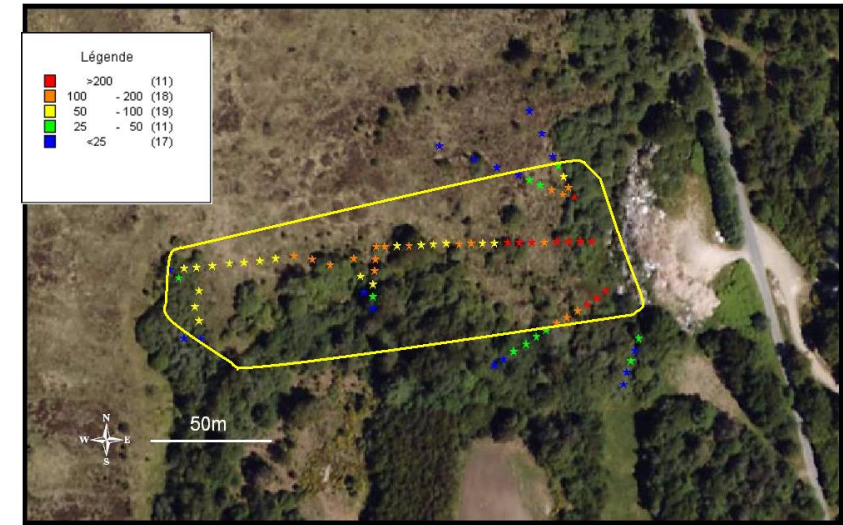 Légende
>200 (11)
100 - 200 (18)
50 - 100 (19)
25 - 50 (11)
<25 (17)
N
W E
S
50m